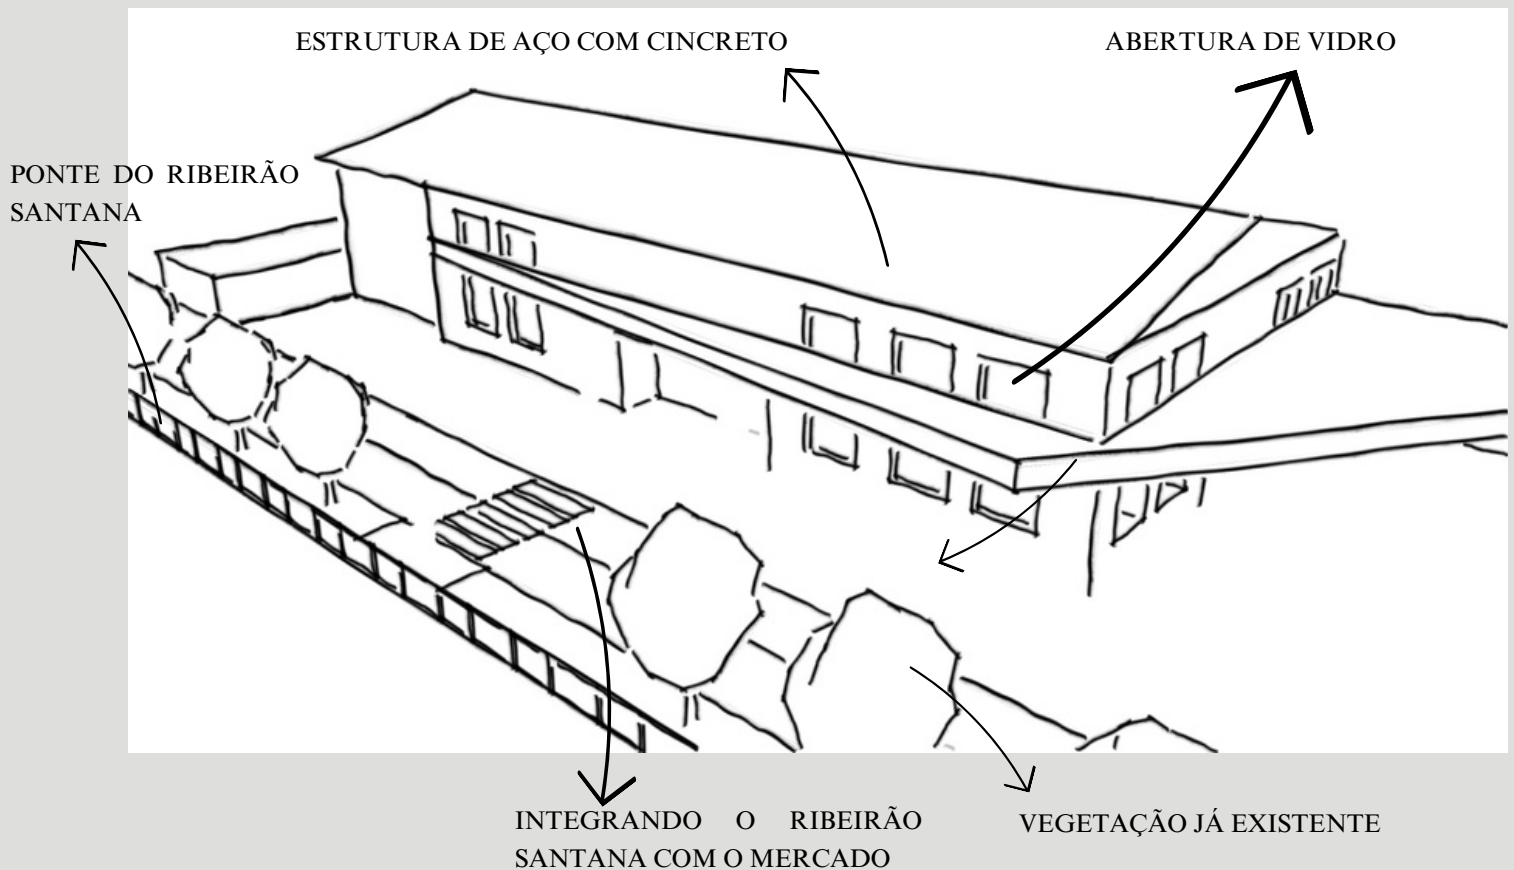 ESTRUTURA DE AÇO COM CINCRETO
ABERTURA DE VIDRO
PONTE DO RIBEIRÃO
SANTANA
INTEGRANDO O RIBEIRÃO
SANTANA COM O MERCADO
VEGETAÇÃO JÁ EXISTENTE